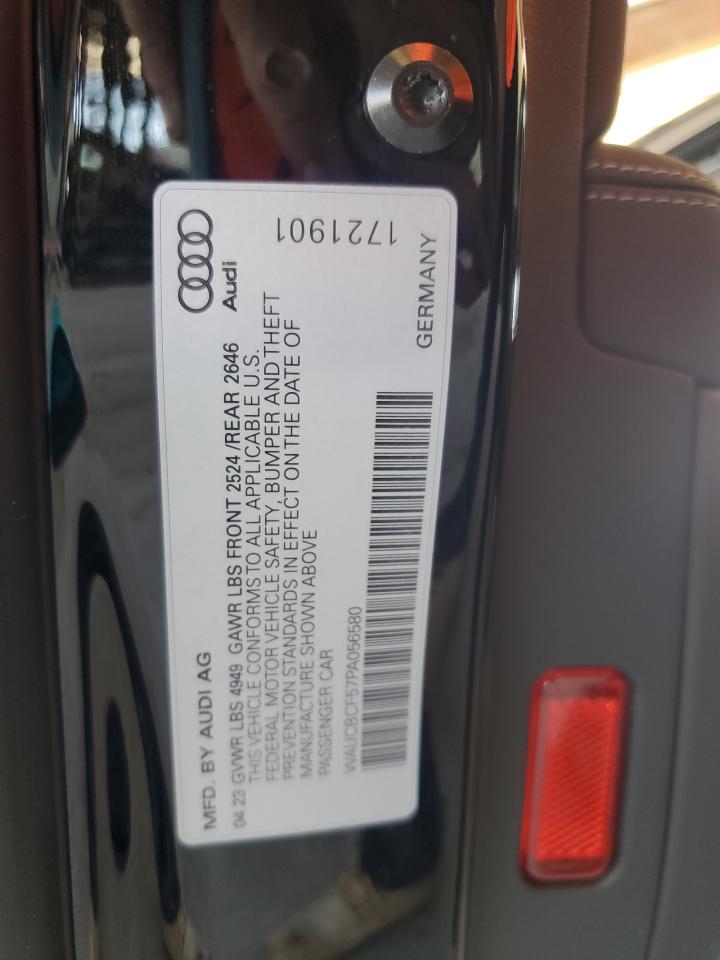 MFD. BY AUDI AG
04 23 GVWR LBS 4949 GAWR LBS FRONT 2524 /REAR 2646
THIS VEHICLE CONFORMS TO ALL APPLICABLE U.S.
FEDERAL MOTOR VEHICLE SAFETY, BUMPER AND THEFT
PREVENTION STANDARDS IN EFFECT ON THE DATE OF
MANUFACTURE SHOWN ABOVE
PASSENGER CAR
WAUCBCF57PA056580
Audi
1721901
GERMANY